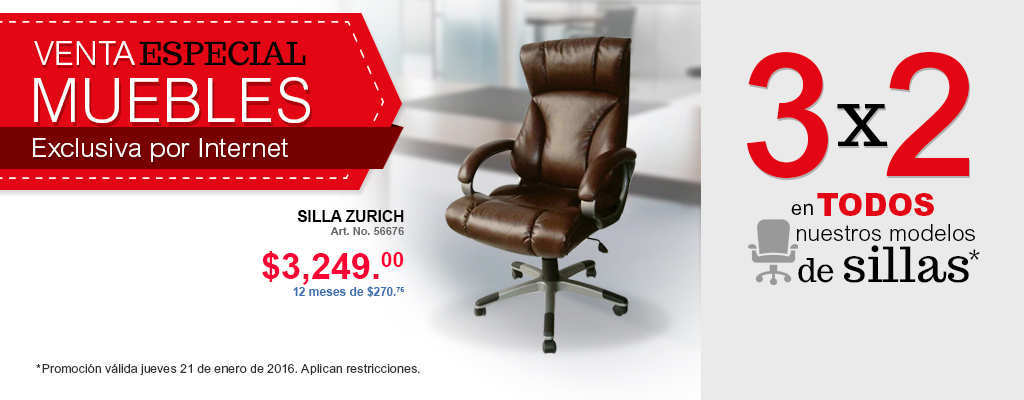 VENTA ESPECIAL
MUEBLES
Exclusiva por Internet
SILLA ZURICH
Art. No. 56676
$3,249.00
12 meses de $270.76
*Promoción válida jueves 21 de enero de 2016. Aplican restricciones.
3x2
en TODOS
nuestros modelos
de sillas*